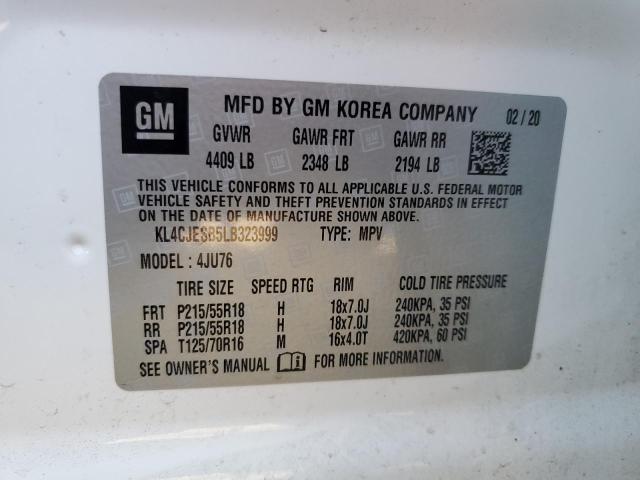 GM
MFD BY GM KOREA COMPANY 02 / 20
GVWR GAWR FRT GAWR RR
4409 LB 2348 LB 2194 LB
THIS VEHICLE CONFORMS TO ALL APPLICABLE U.S. FEDERAL MOTOR
VEHICLE SAFETY AND THEFT PREVENTION STANDARDS IN EFFECT
ON THE DATE OF MANUFACTURE SHOWN ABOVE.
KL4CJESB5LB323999 TYPE: MPV
MODEL : 4JU76
TIRE SIZE SPEED RTG RIM COLD TIRE PRESSURE
FRT P215/55R18 H 18x7.0J 240KPA, 35 PSI
RR P215/55R18 H 18x7.0J 240KPA, 35 PSI
SPA T125/70R16 M 16x4.0T 420KPA, 60 PSI
SEE OWNER'S MANUAL FOR MORE INFORMATION.